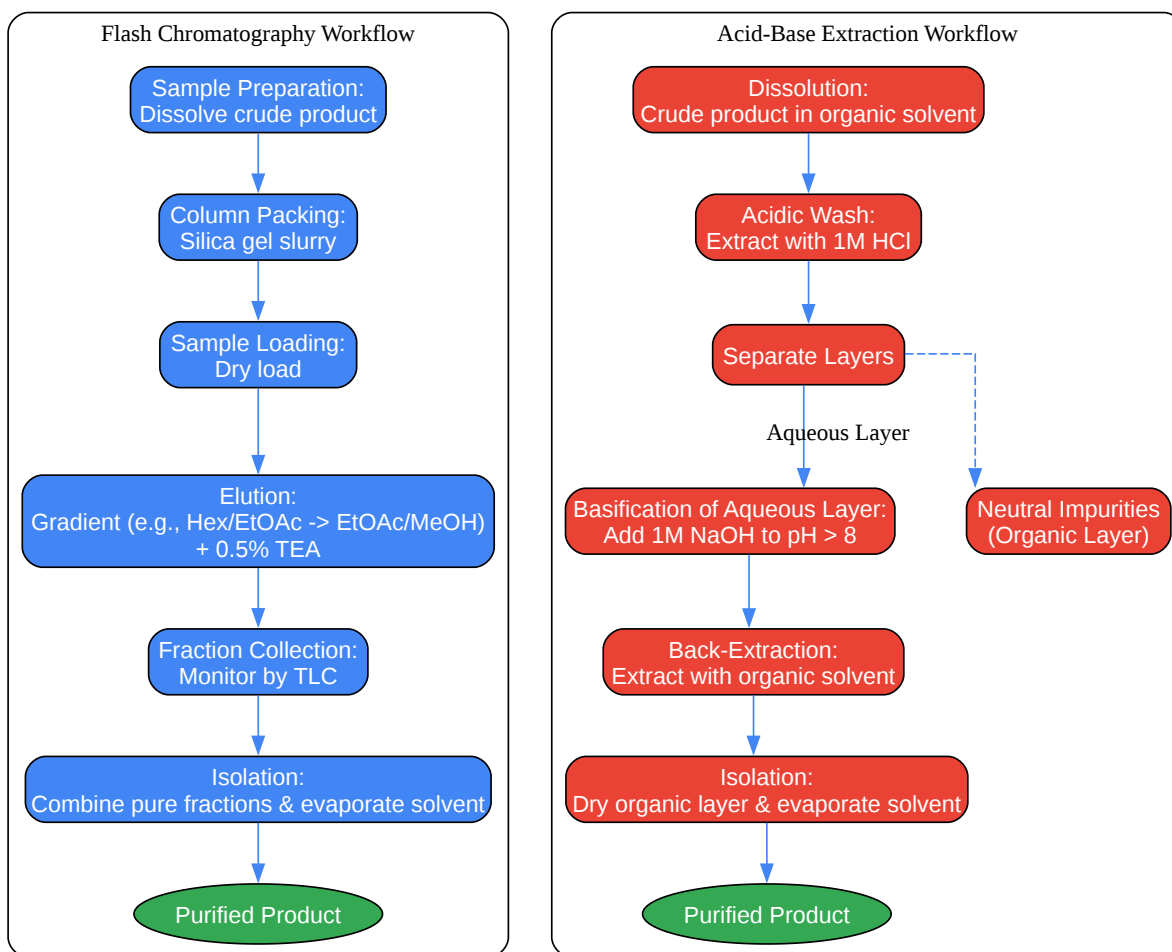 Flash Chromatography Workflow
Sample Preparation:
Dissolve crude product
Column Packing:
Silica gel slurry
Sample Loading:
Dry load
Elution:
Gradient (e.g., Hex/EtOAc -> EtOAc/MeOH)
+ 0.5% TEA
Fraction Collection:
Monitor by TLC
Isolation:
Combine pure fractions & evaporate solvent
Purified Product
Acid-Base Extraction Workflow
Dissolution:
Crude product in organic solvent
Acidic Wash:
Extract with 1M HCl
Separate Layers
Aqueous Layer
Basification of Aqueous Layer:
Add 1M NaOH to pH > 8
Neutral Impurities
(Organic Layer)
Back-Extraction:
Extract with organic solvent
Isolation:
Dry organic layer & evaporate solvent
Purified Product